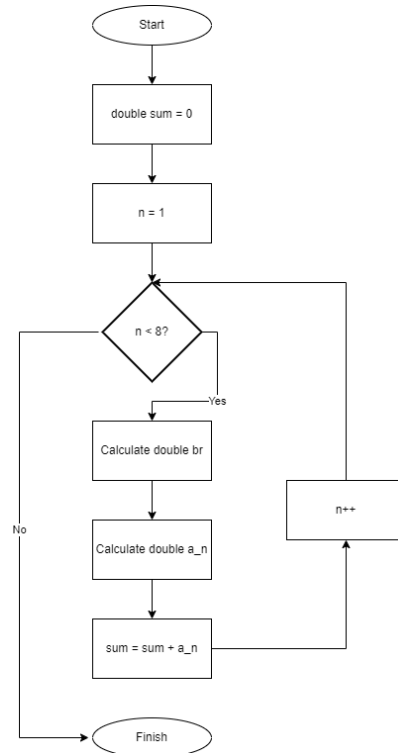 Start
double sum = 0
n = 1
n < 8?
Yes
Calculate double br
n++
No
Calculate double a_n
sum = sum + a_n
Finish